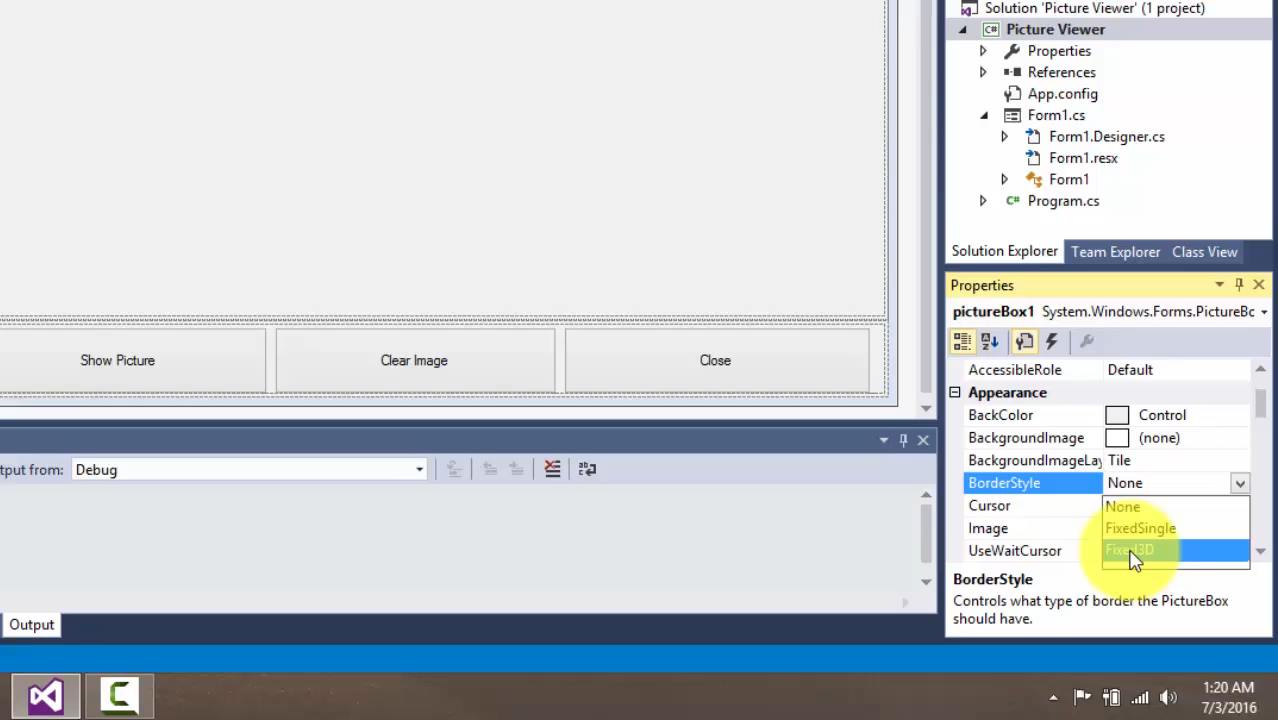 Solution 'Picture Viewer' (1 project)
C# Picture Viewer
Properties
References
App.config
Form1.cs
Form1.Designer.cs
Form1.resx
Form1
C# Program.cs
Solution Explorer Team Explorer Class View
Properties
pictureBox1 System.Windows.Forms.PictureBc
AccessibleRole Default
Appearance
BackColor Control
BackgroundImage (none)
BackgroundImageLay Tile
BorderStyle None
Cursor None
Image FixedSingle
UseWaitCursor Fixed3D
BorderStyle
Controls what type of border the PictureBox
should have.
Show Picture Clear Image Close
tput from: Debug
Output
1:20 AM
7/3/2016